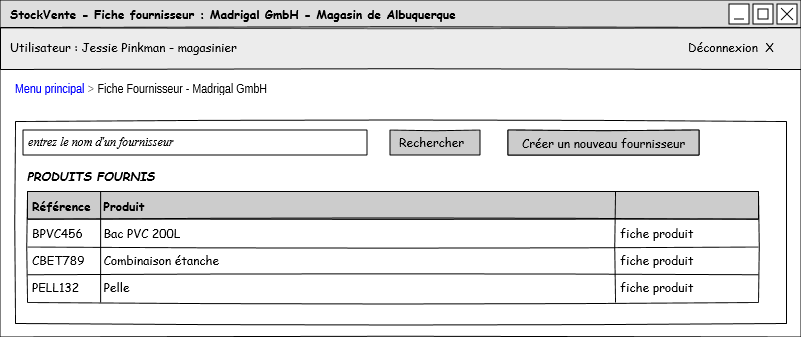 StockVente - Fiche fournisseur : Madrigal GmbH - Magasin de Albuquerque
Utilisateur : Jessie Pinkman - magasinier Déconnexion X
Menu principal > Fiche Fournisseur - Madrigal GmbH
entrez le nom d'un fournisseur Rechercher Créer un nouveau fournisseur
PRODUITS FOURNIS
Référence Produit
BPVC456 Bac PVC 200L fiche produit
CBET789 Combinaison étanche fiche produit
PELL132 Pelle fiche produit